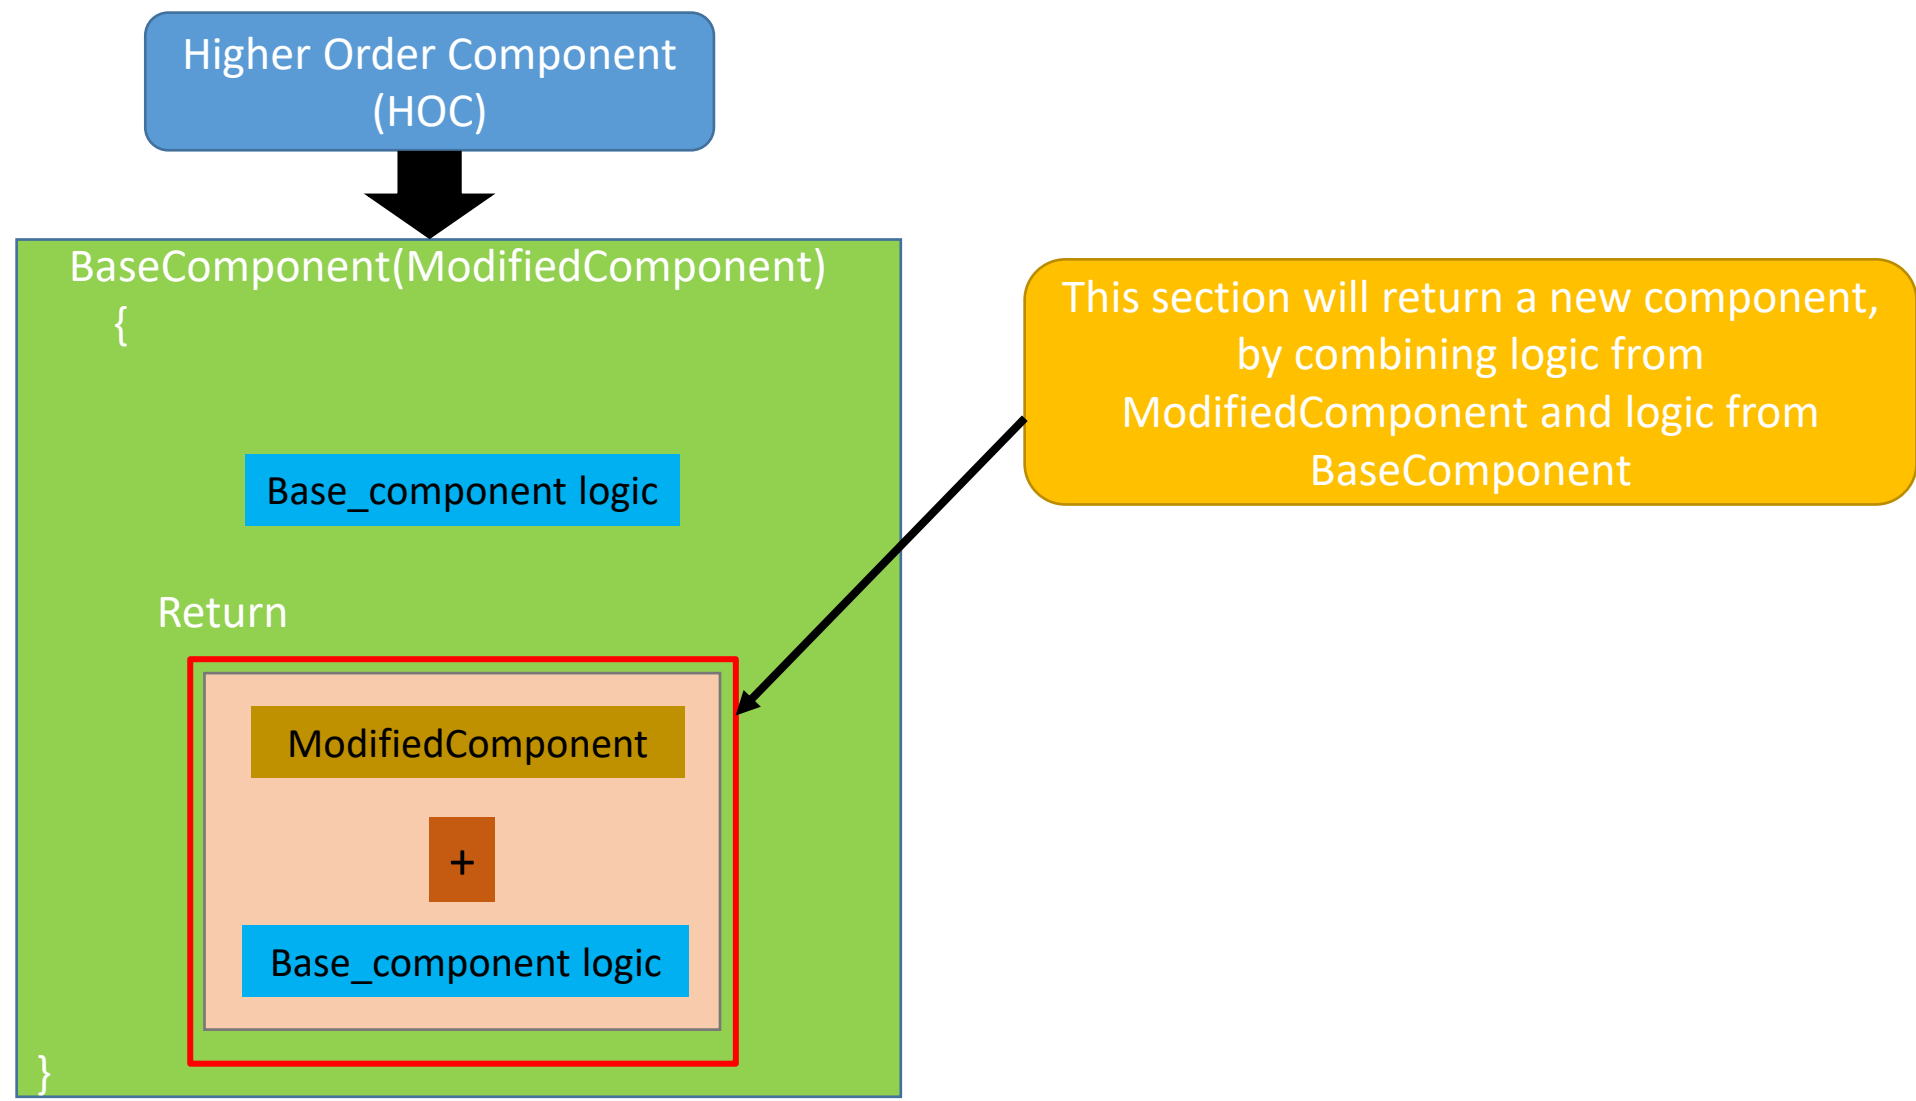 Higher Order Component
(HOC)
BaseComponent(ModifiedComponent)
{
Base_component logic
Return
ModifiedComponent
+
Base_component logic
}
This section will return a new component,
by combining logic from
ModifiedComponent and logic from
BaseComponent